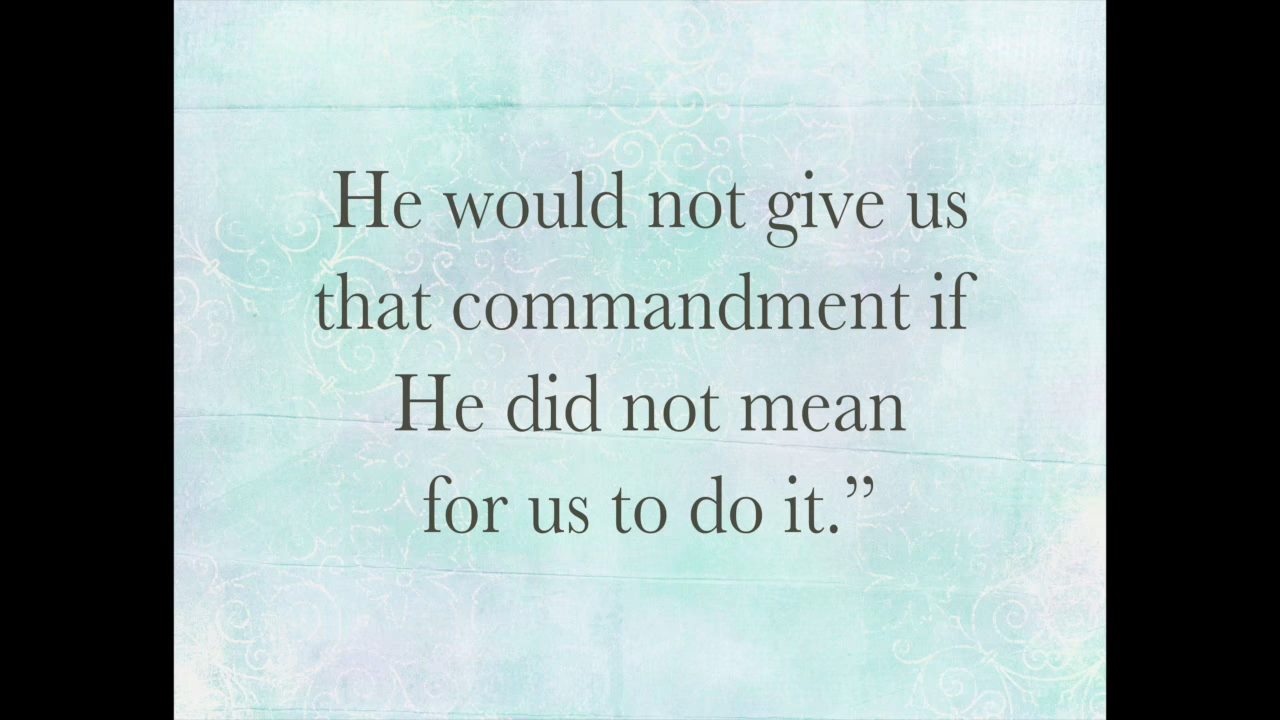 He would not give us
that commandment if
He did not mean
for us to do it.”